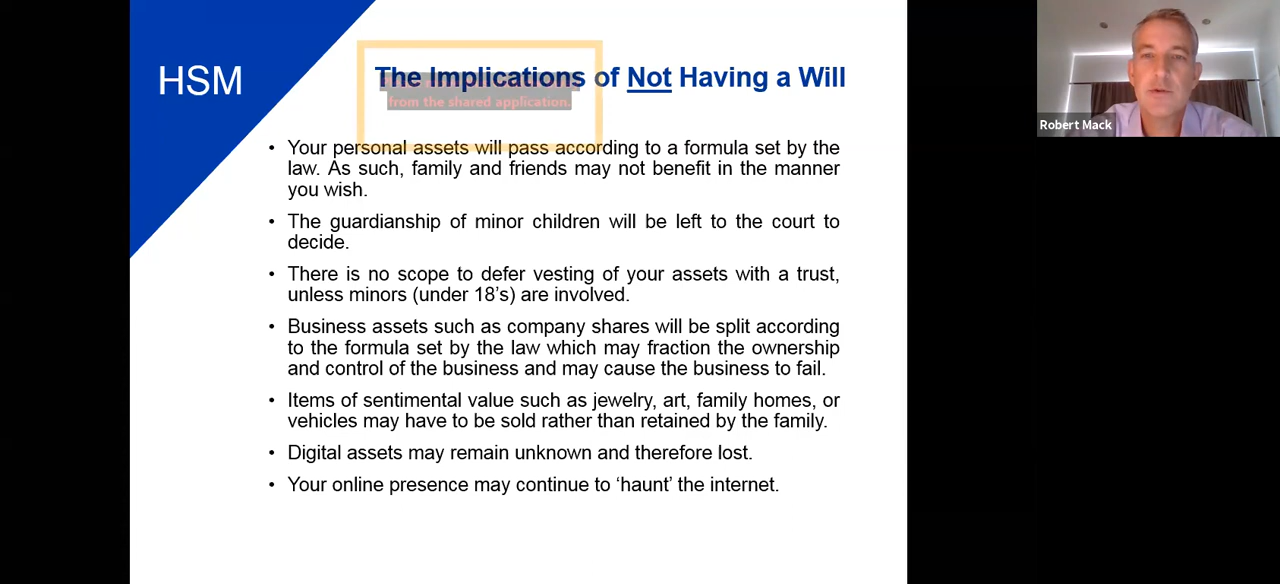 HSM
The Implications of Not Having a Will
from the shared application.
• Your personal assets will pass according to a formula set by the
law. As such, family and friends may not benefit in the manner
you wish.
• The guardianship of minor children will be left to the court to
decide.
• There is no scope to defer vesting of your assets with a trust,
unless minors (under 18's) are involved.
• Business assets such as company shares will be split according
to the formula set by the law which may fraction the ownership
and control of the business and may cause the business to fail.
• Items of sentimental value such as jewelry, art, family homes, or
vehicles may have to be sold rather than retained by the family.
• Digital assets may remain unknown and therefore lost.
• Your online presence may continue to ‘haunt’ the internet.
Robert Mack